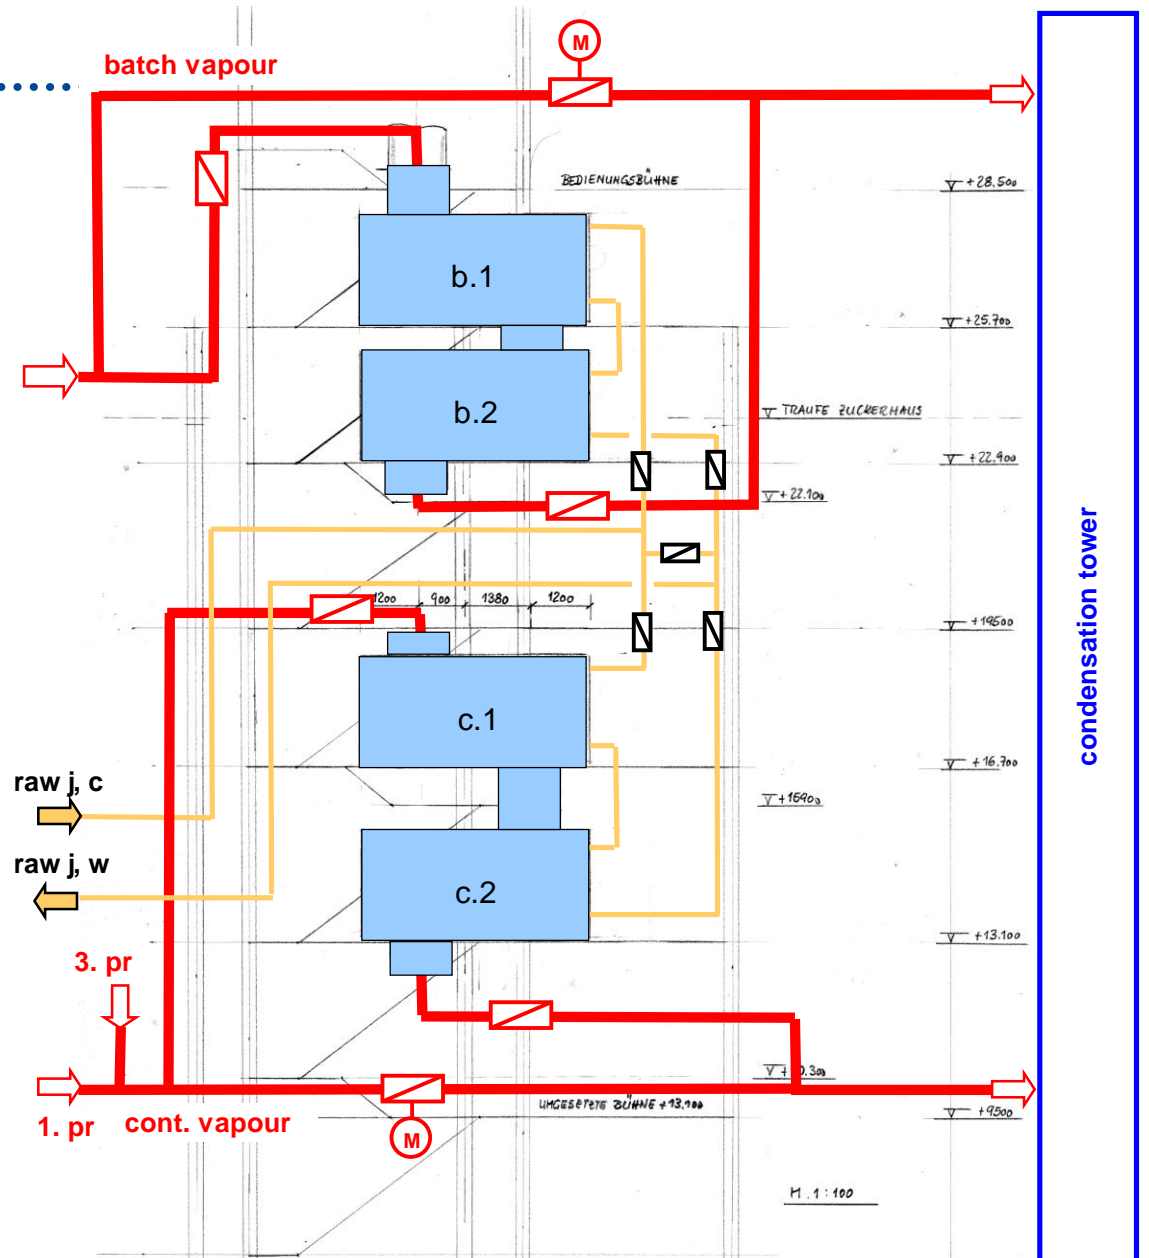 M
batch vapour
BEDIENUNGSBÜHNE
+28.500
b.1
+25.700
b.2
TRAUFE ZUCKERHAUS
+22.900
+22.100
1200 900 1380 1200
+19500
c.1
+16.700
raw j, c
+15900
raw j, w
c.2
+13.100
3. pr
condensation tower
0.300
UMGESETZTE BÜHNE +13.100
+9500
1. pr
cont. vapour
M
M. 1:100